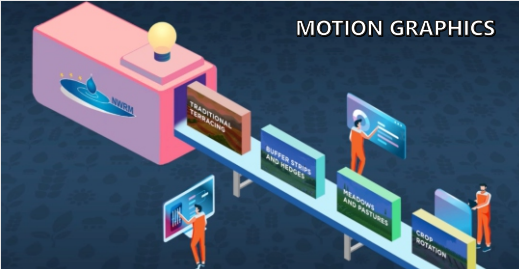 MOTION GRAPHICS
NWRM
TRADITIONAL
TERRACING
BUFFER STRIPS
AND HEDGES
MEADOWS
AND PASTURES
CROP
ROTATION